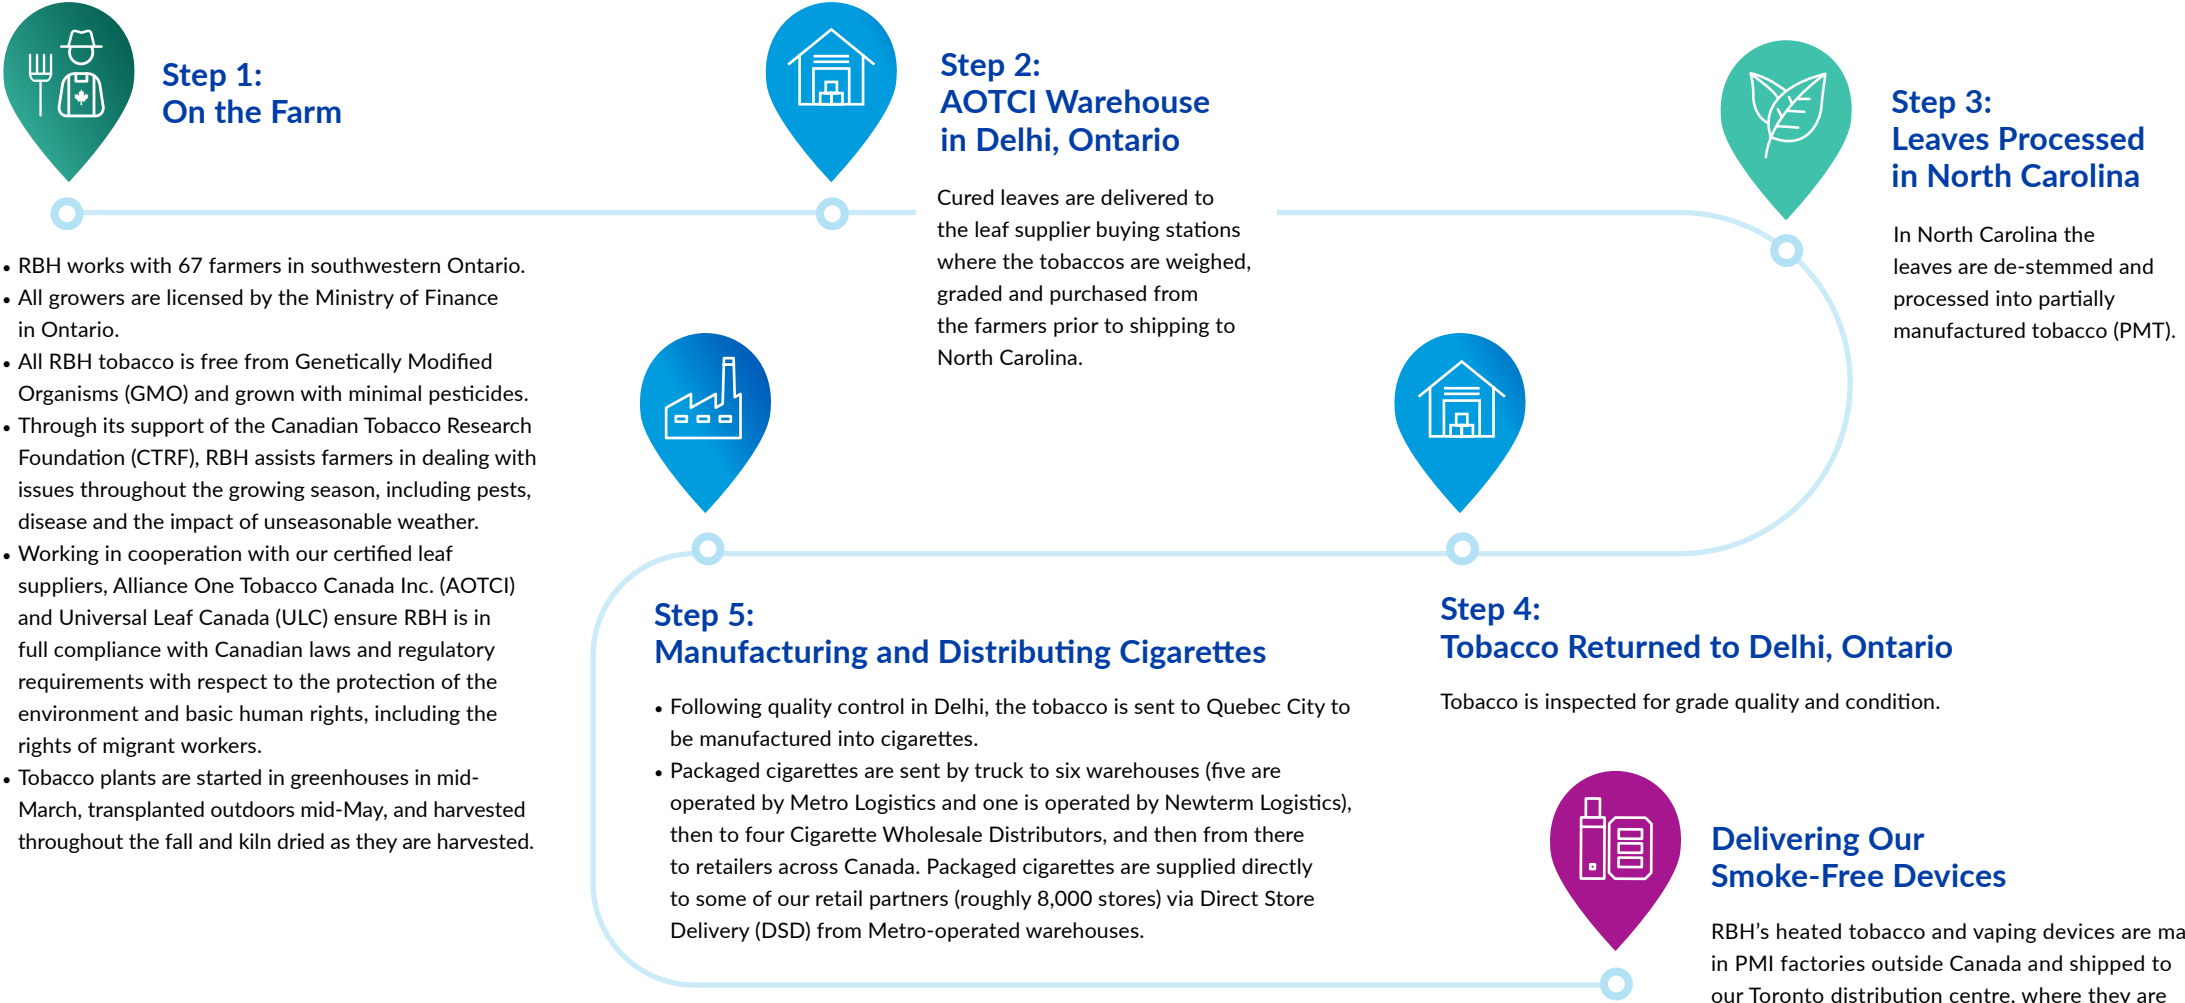 Step 1:
On the Farm
• RBH works with 67 farmers in southwestern Ontario.
• All growers are licensed by the Ministry of Finance
in Ontario.
• All RBH tobacco is free from Genetically Modified
Organisms (GMO) and grown with minimal pesticides.
• Through its support of the Canadian Tobacco Research
Foundation (CTRF), RBH assists farmers in dealing with
issues throughout the growing season, including pests,
disease and the impact of unseasonable weather.
• Working in cooperation with our certified leaf
suppliers, Alliance One Tobacco Canada Inc. (AOTCI)
and Universal Leaf Canada (ULC) ensure RBH is in
full compliance with Canadian laws and regulatory
requirements with respect to the protection of the
environment and basic human rights, including the
rights of migrant workers.
• Tobacco plants are started in greenhouses in mid-
March, transplanted outdoors mid-May, and harvested
throughout the fall and kiln dried as they are harvested.
Step 2:
AOTCI Warehouse
in Delhi, Ontario
Cured leaves are delivered to
the leaf supplier buying stations
where the tobaccos are weighed,
graded and purchased from
the farmers prior to shipping to
North Carolina.
Step 3:
Leaves Processed
in North Carolina
In North Carolina the
leaves are de-stemmed and
processed into partially
manufactured tobacco (PMT).
Step 4:
Tobacco Returned to Delhi, Ontario
Tobacco is inspected for grade quality and condition.
Step 5:
Manufacturing and Distributing Cigarettes
• Following quality control in Delhi, the tobacco is sent to Quebec City to
be manufactured into cigarettes.
• Packaged cigarettes are sent by truck to six warehouses (five are
operated by Metro Logistics and one is operated by Newterm Logistics),
then to four Cigarette Wholesale Distributors, and then from there
to retailers across Canada. Packaged cigarettes are supplied directly
to some of our retail partners (roughly 8,000 stores) via Direct Store
Delivery (DSD) from Metro-operated warehouses.
Delivering Our
Smoke-Free Devices
RBH's heated tobacco and vaping devices are ma
in PMI factories outside Canada and shipped to
our Toronto distribution centre, where they are